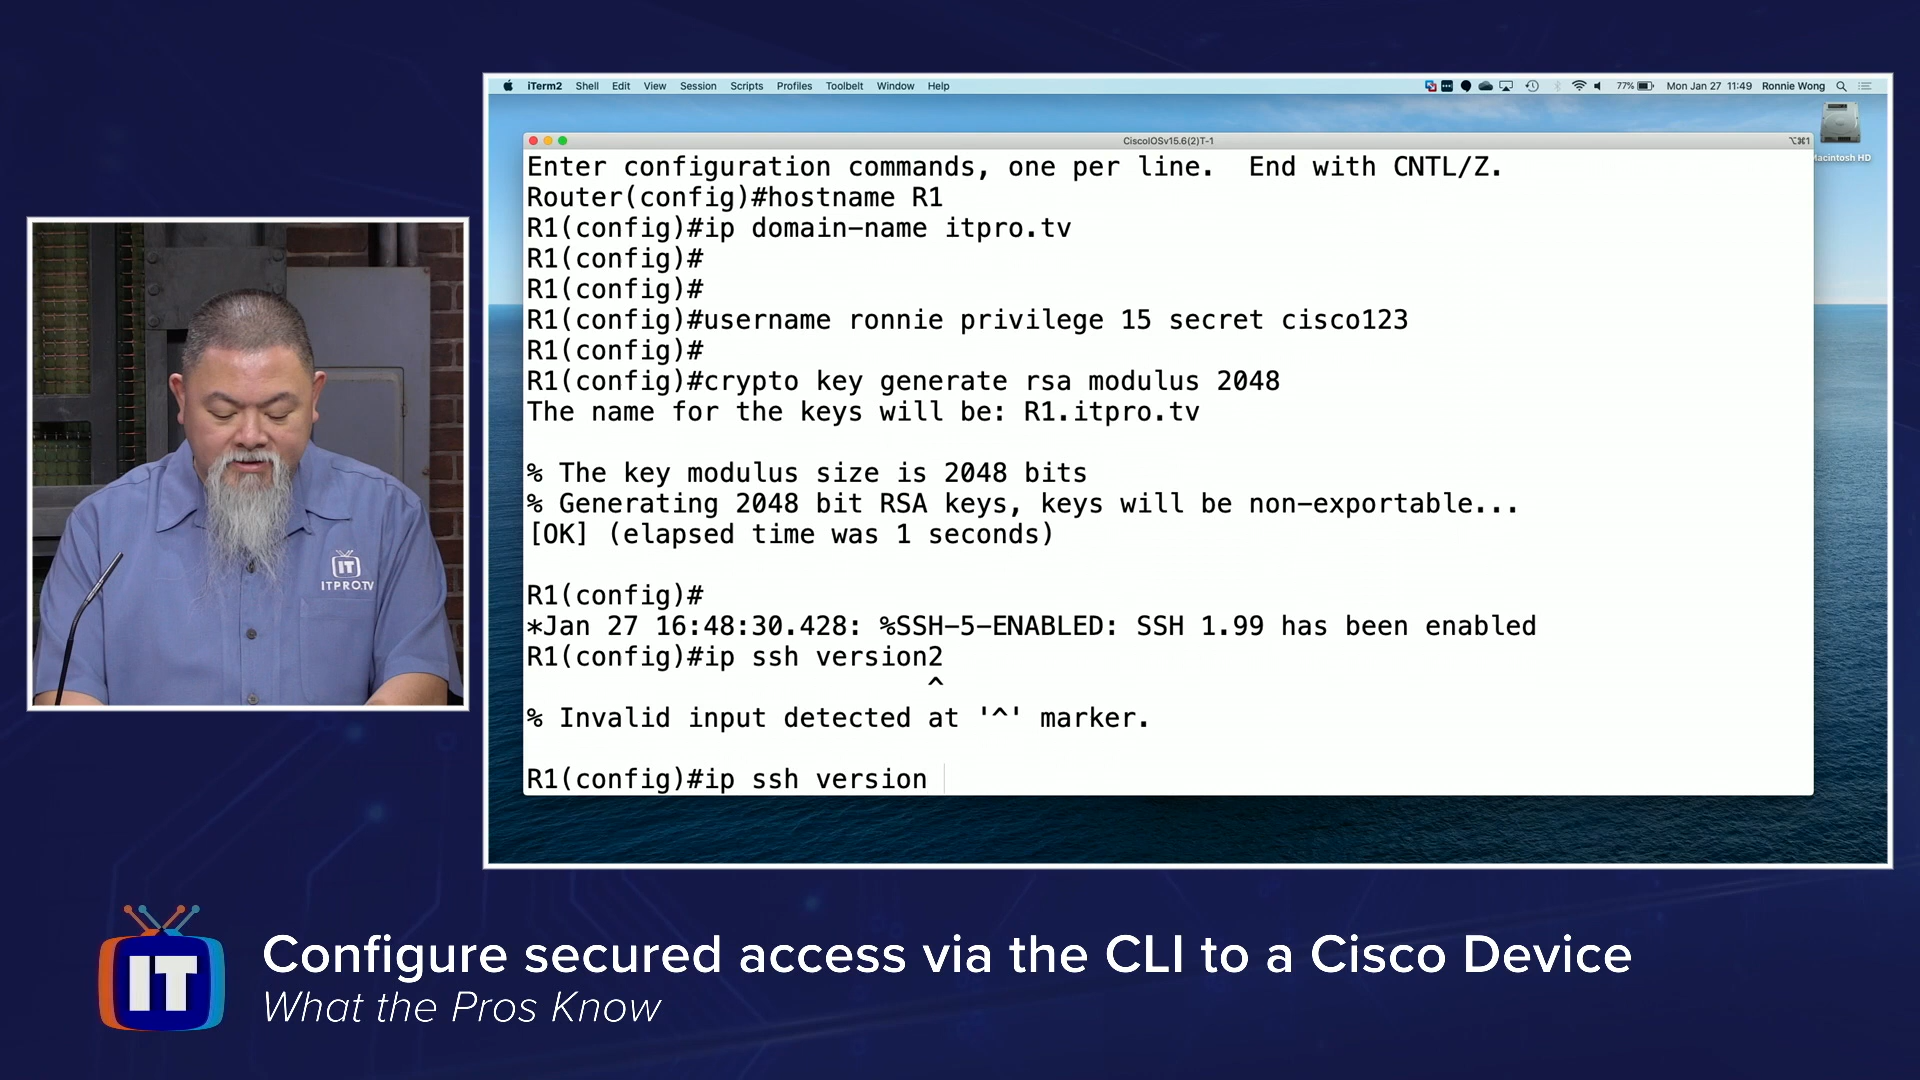 iTerm2 Shell Edit View Session Scripts Profiles Toolbelt Window Help 77% Mon Jan 27 11:49 Ronnie Wong
CiscoIOSv15.6(2)T-1 ⌥⌘1
Macintosh HD
Enter configuration commands, one per line.  End with CNTL/Z.
Router(config)#hostname R1
R1(config)#ip domain-name itpro.tv
R1(config)#
R1(config)#
R1(config)#username ronnie privilege 15 secret cisco123
R1(config)#
R1(config)#crypto key generate rsa modulus 2048
The name for the keys will be: R1.itpro.tv
% The key modulus size is 2048 bits
% Generating 2048 bit RSA keys, keys will be non-exportable...
[OK] (elapsed time was 1 seconds)
R1(config)#
*Jan 27 16:48:30.428: %SSH-5-ENABLED: SSH 1.99 has been enabled
R1(config)#ip ssh version2
^
% Invalid input detected at '^' marker.
R1(config)#ip ssh version
IT
ITPRO.TV
IT
Configure secured access via the CLI to a Cisco Device
What the Pros Know